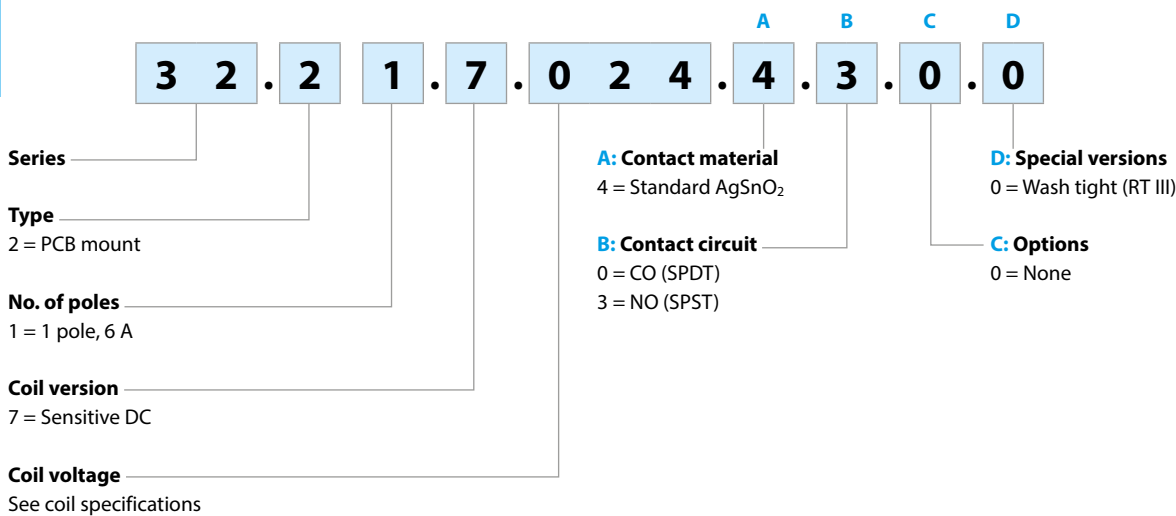 A B C D
3 2 . 2 1 . 7 . 0 2 4 . 4 . 3 . 0 . 0
Series
Type
2 = PCB mount
No. of poles
1 = 1 pole, 6 A
Coil version
7 = Sensitive DC
Coil voltage
See coil specifications
A: Contact material
4 = Standard AgSnO₂
B: Contact circuit
0 = CO (SPDT)
3 = NO (SPST)
D: Special versions
0 = Wash tight (RT III)
C: Options
0 = None